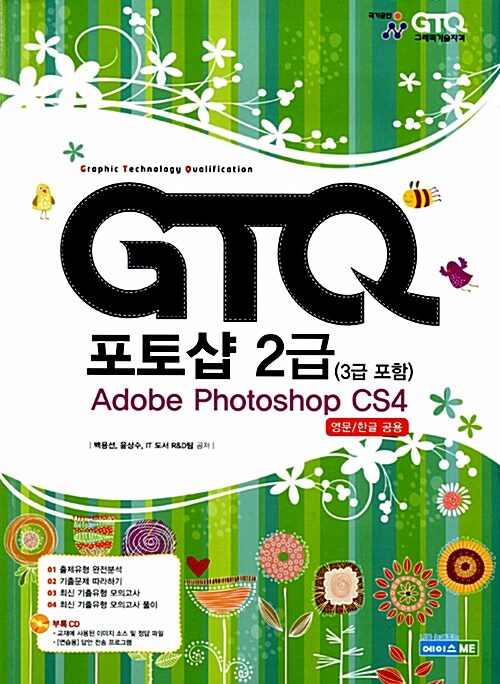 국가공인
GTQ
그래픽기술자격
Graphic Technology Qualification
GTQ
포토샵 2급(3급 포함)
Adobe Photoshop CS4
영문/한글 공용
| 백용선, 윤상수, IT 도서 R&D팀 공저 |
01 출제유형 완전분석
02 기출문제 따라하기
03 최신 기출유형 모의고사
04 최신 기출유형 모의고사 풀이
부록 CD
• 교재에 사용된 이미지 소스 및 정답 파일
• [연습용] 답안 전송 프로그램
에이스 ME